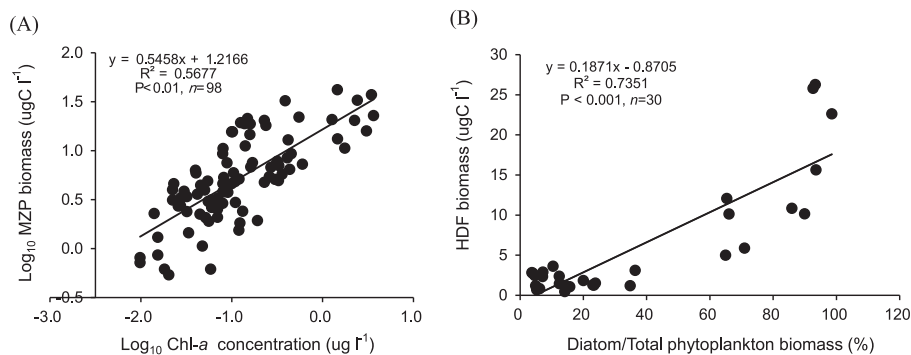 (A)
y = 0.5458x + 1.2166
R² = 0.5677
P<0.01, n=98
Log₁₀ MZP biomass (ugC l⁻¹)
2.0
1.5
1.0
0.5
0.0
-0.5
-3.0 -2.0 -1.0 0.0 1.0
Log₁₀ Chl-a concentration (ug l⁻¹)
(B)
y = 0.1871x - 0.8705
R² = 0.7351
P < 0.001, n=30
HDF biomass (ugC l⁻¹)
30
25
20
15
10
5
0
0 20 40 60 80 100 120
Diatom/Total phytoplankton biomass (%)